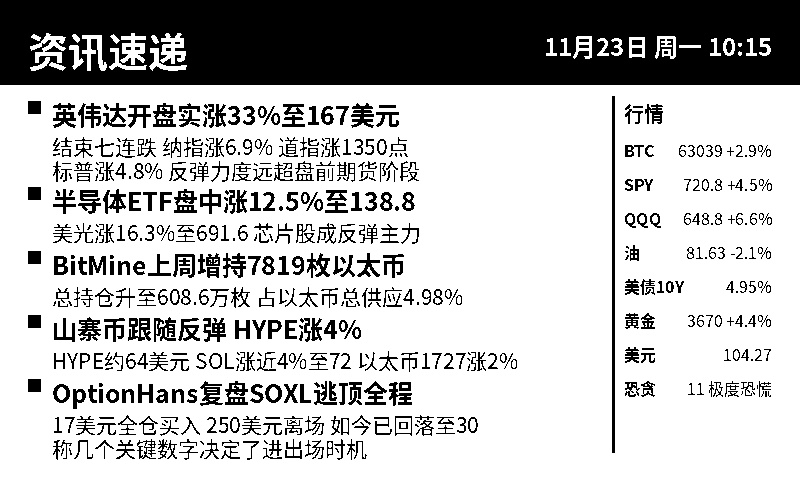 资讯速递
11月23日 周一 10:15
英伟达开盘实涨33%至167美元
结束七连跌 纳指涨6.9% 道指涨1350点
标普涨4.8% 反弹力度远超盘前期货阶段
半导体ETF盘中涨12.5%至138.8
美光涨16.3%至691.6 芯片股成反弹主力
BitMine上周增持7819枚以太币
总持仓升至608.6万枚 占以太币总供应4.98%
山寨币跟随反弹 HYPE涨4%
HYPE约64美元 SOL涨近4%至72 以太币1727涨2%
OptionHans复盘SOXL逃顶全程
17美元全仓买入 250美元离场 如今已回落至30
称几个关键数字决定了进出场时机
行情
BTC 63039 +2.9%
SPY 720.8 +4.5%
QQQ 648.8 +6.6%
油 81.63 -2.1%
美债10Y 4.95%
黄金 3670 +4.4%
美元 104.27
恐贪 11 极度恐慌